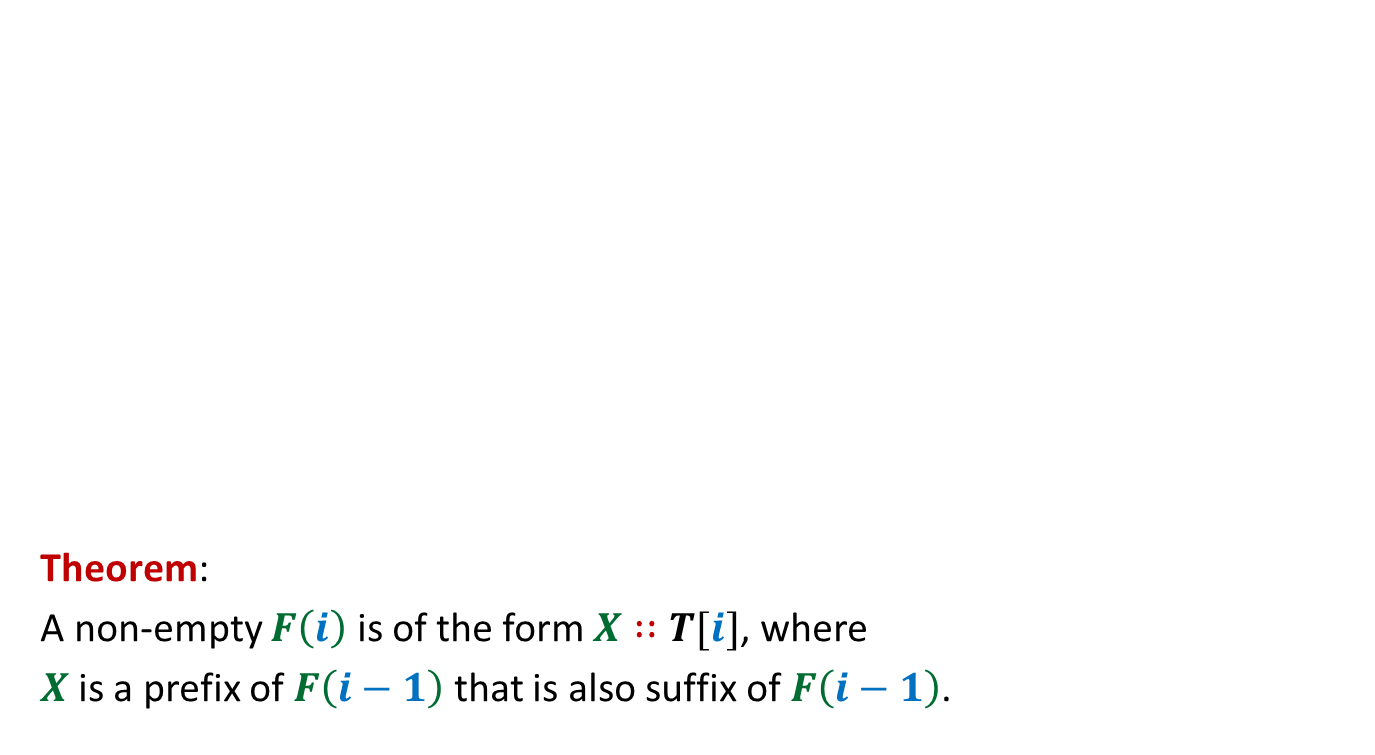 Theorem:
A non-empty F(i) is of the form X :: T[i], where
X is a prefix of F(i − 1) that is also suffix of F(i − 1).